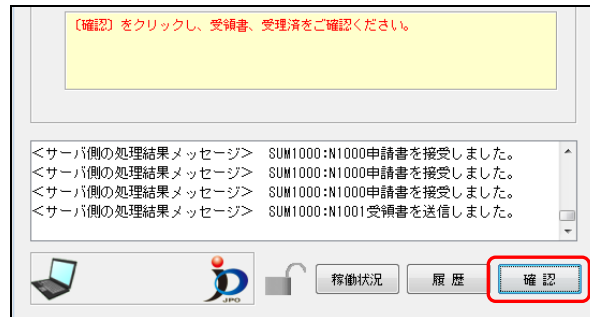 〔確認〕をクリックし、受領書、受理済をご確認ください。
<サーバ側の処理結果メッセージ> SUM1000:N1000申請書を接受しました。
<サーバ側の処理結果メッセージ> SUM1000:N1000申請書を接受しました。
<サーバ側の処理結果メッセージ> SUM1000:N1000申請書を接受しました。
<サーバ側の処理結果メッセージ> SUM1000:N1001受領書を送信しました。
JPO 稼働状況 履 歴 確 認